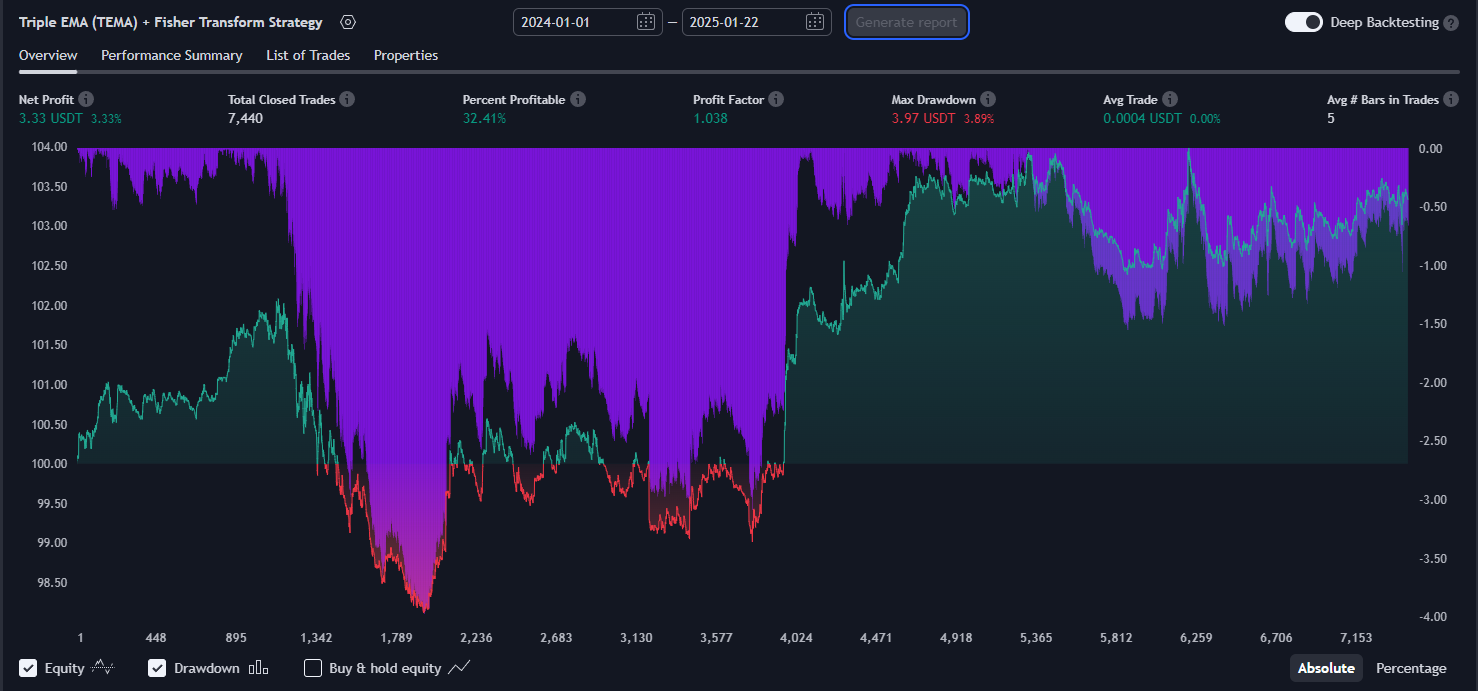 Triple EMA (TEMA) + Fisher Transform Strategy 2024-01-01 — 2025-01-22 Generate report Deep Backtesting ?
Overview Performance Summary List of Trades Properties
Net Profit Total Closed Trades Percent Profitable Profit Factor Max Drawdown Avg Trade Avg # Bars in Trades
3.33 USDT 3.33% 7,440 32.41% 1.038 3.97 USDT 3.89% 0.0004 USDT 0.00% 5
104.00 0.00
103.50 -0.50
103.00
102.50 -1.00
102.00 -1.50
101.50
101.00 -2.00
100.50 -2.50
100.00
99.50 -3.00
99.00 -3.50
98.50
-4.00
1 448 895 1,342 1,789 2,236 2,683 3,130 3,577 4,024 4,471 4,918 5,365 5,812 6,259 6,706 7,153
Equity Drawdown Buy & hold equity Absolute Percentage